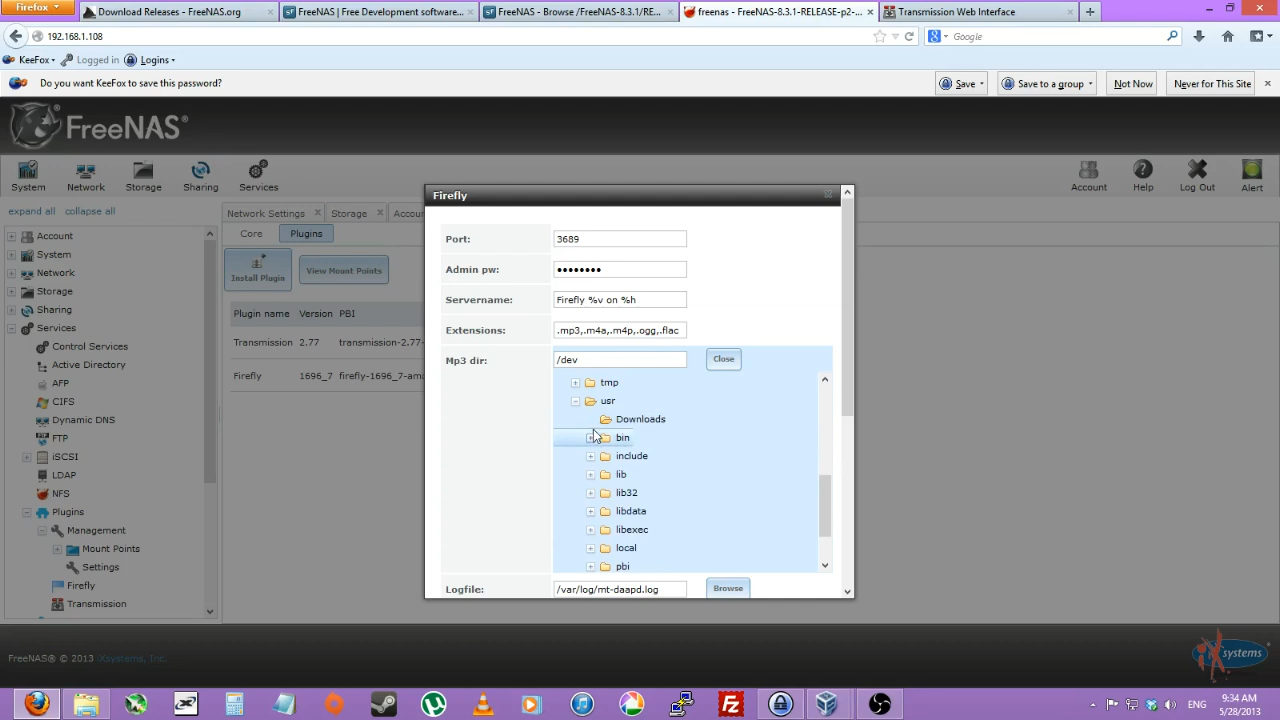 Firefox
Download Releases - FreeNAS.org
FreeNAS | Free Development software...
FreeNAS - Browse /FreeNAS-8.3.1/RE...
freenas - FreeNAS-8.3.1-RELEASE-p2-...
Transmission Web Interface
192.168.1.108
Google
KeeFox
Logged in
Logins
Do you want KeeFox to save this password?
Save
Save to a group
Not Now
Never for This Site
FreeNAS®
System
Network
Storage
Sharing
Services
Account
Help
Log Out
Alert
expand all
collapse all
Account
System
Network
Storage
Sharing
Services
Control Services
Active Directory
AFP
CIFS
Dynamic DNS
FTP
iSCSI
LDAP
NFS
Plugins
Management
Mount Points
Settings
Firefly
Transmission
Network Settings
Storage
Accou
Core
Plugins
Install Plugin
View Mount Points
Plugin name Version PBI
Transmission 2.77 transmission-2.77-
Firefly 1696_7 firefly-1696_7-am
Firefly
Port: 3689
Admin pw: ••••••••
Servername: Firefly %v on %h
Extensions: .mp3,.m4a,.m4p,.ogg,.flac
Mp3 dir: /dev Close
tmp
usr
Downloads
bin
include
lib
lib32
libdata
libexec
local
pbi
Logfile: /var/log/mt-daapd.log Browse
FreeNAS® © 2013 iXsystems, Inc.
iXsystems
ENG
9:34 AM
5/28/2013